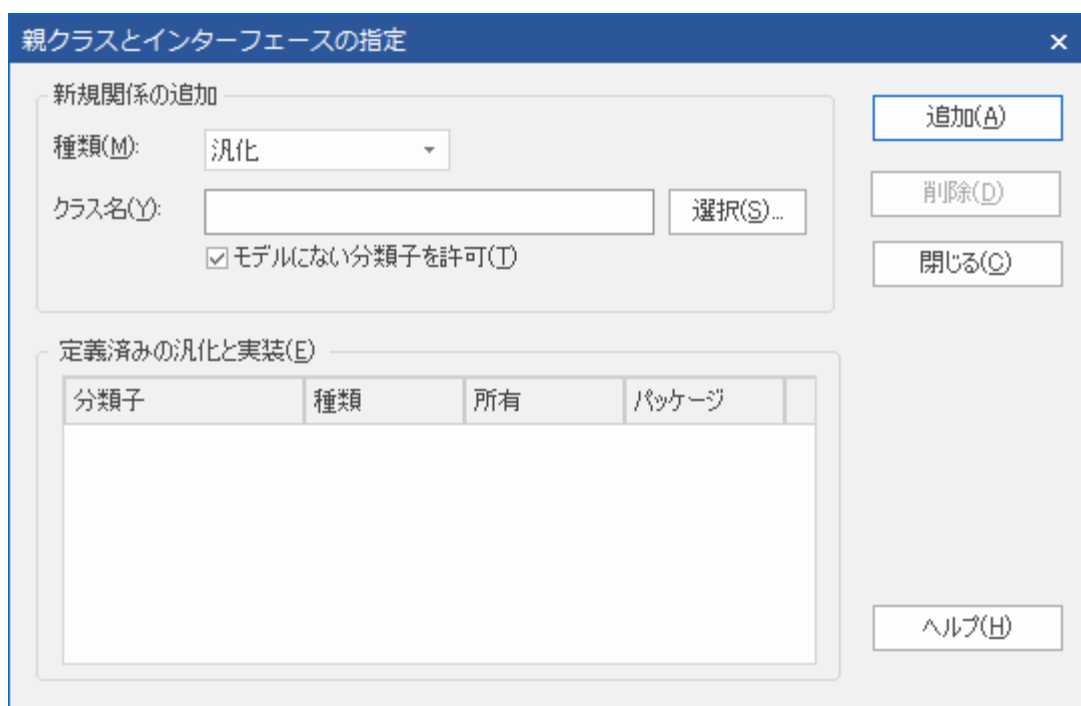 親クラスとインターフェースの指定
×
新規関係の追加
種類(M):
汎化
追加(A)
クラス名(Y):
選択(S)...
削除(D)
モデルにない分類子を許可(T)
閉じる(C)
定義済みの汎化と実装(E)
分類子 種類 所有 パッケージ
ヘルプ(H)